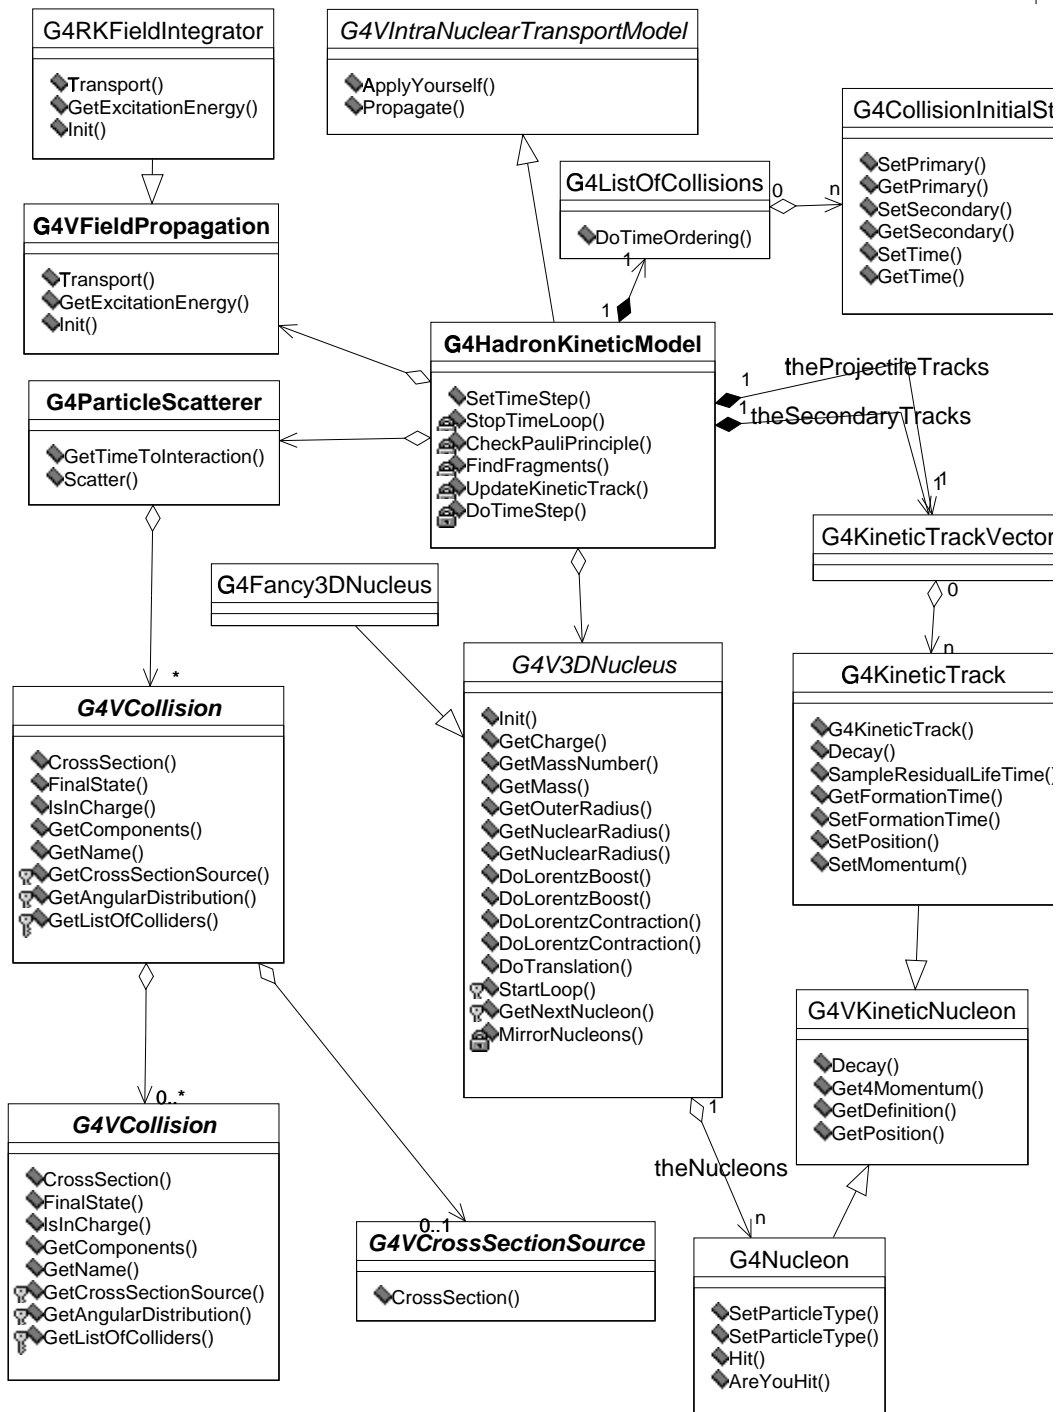 G4RKFieldIntegrator
Transport()
GetExcitationEnergy()
Init()
G4VIntraNuclearTransportModel
ApplyYourself()
Propagate()
G4CollisionInitialSt
SetPrimary()
GetPrimary()
SetSecondary()
GetSecondary()
SetTime()
GetTime()
G4ListOfCollisions
DoTimeOrdering()
0
n
1
1
G4VFieldPropagation
Transport()
GetExcitationEnergy()
Init()
G4HadronKineticModel
SetTimeStep()
StopTimeLoop()
CheckPauliPrinciple()
FindFragments()
UpdateKineticTrack()
DoTimeStep()
theProjectileTracks
1
1
theSecondaryTracks
1
1
G4ParticleScatterer
GetTimeToInteraction()
Scatter()
G4KineticTrackVector
0
n
G4Fancy3DNucleus
G4V3DNucleus
Init()
GetCharge()
GetMassNumber()
GetMass()
GetOuterRadius()
GetNuclearRadius()
GetNuclearRadius()
DoLorentzBoost()
DoLorentzBoost()
DoLorentzContraction()
DoLorentzContraction()
DoTranslation()
StartLoop()
GetNextNucleon()
MirrorNucleons()
G4KineticTrack
G4KineticTrack()
Decay()
SampleResidualLifeTime()
GetFormationTime()
SetFormationTime()
SetPosition()
SetMomentum()
*
G4VCollision
CrossSection()
FinalState()
IsInCharge()
GetComponents()
GetName()
GetCrossSectionSource()
GetAngularDistribution()
GetListOfColliders()
G4VKineticNucleon
Decay()
Get4Momentum()
GetDefinition()
GetPosition()
0..*
G4VCollision
CrossSection()
FinalState()
IsInCharge()
GetComponents()
GetName()
GetCrossSectionSource()
GetAngularDistribution()
GetListOfColliders()
0..1
G4VCrossSectionSource
CrossSection()
1
theNucleons
n
G4Nucleon
SetParticleType()
SetParticleType()
Hit()
AreYouHit()